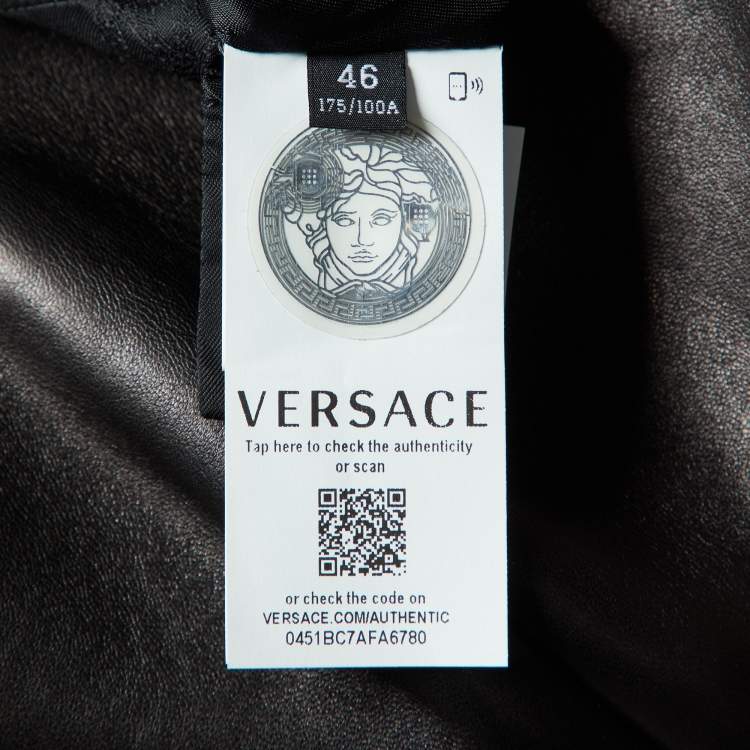 46
175/100A
VERSACE
Tap here to check the authenticity
or scan
or check the code on
VERSACE.COM/AUTHENTIC
0451BC7AFA6780